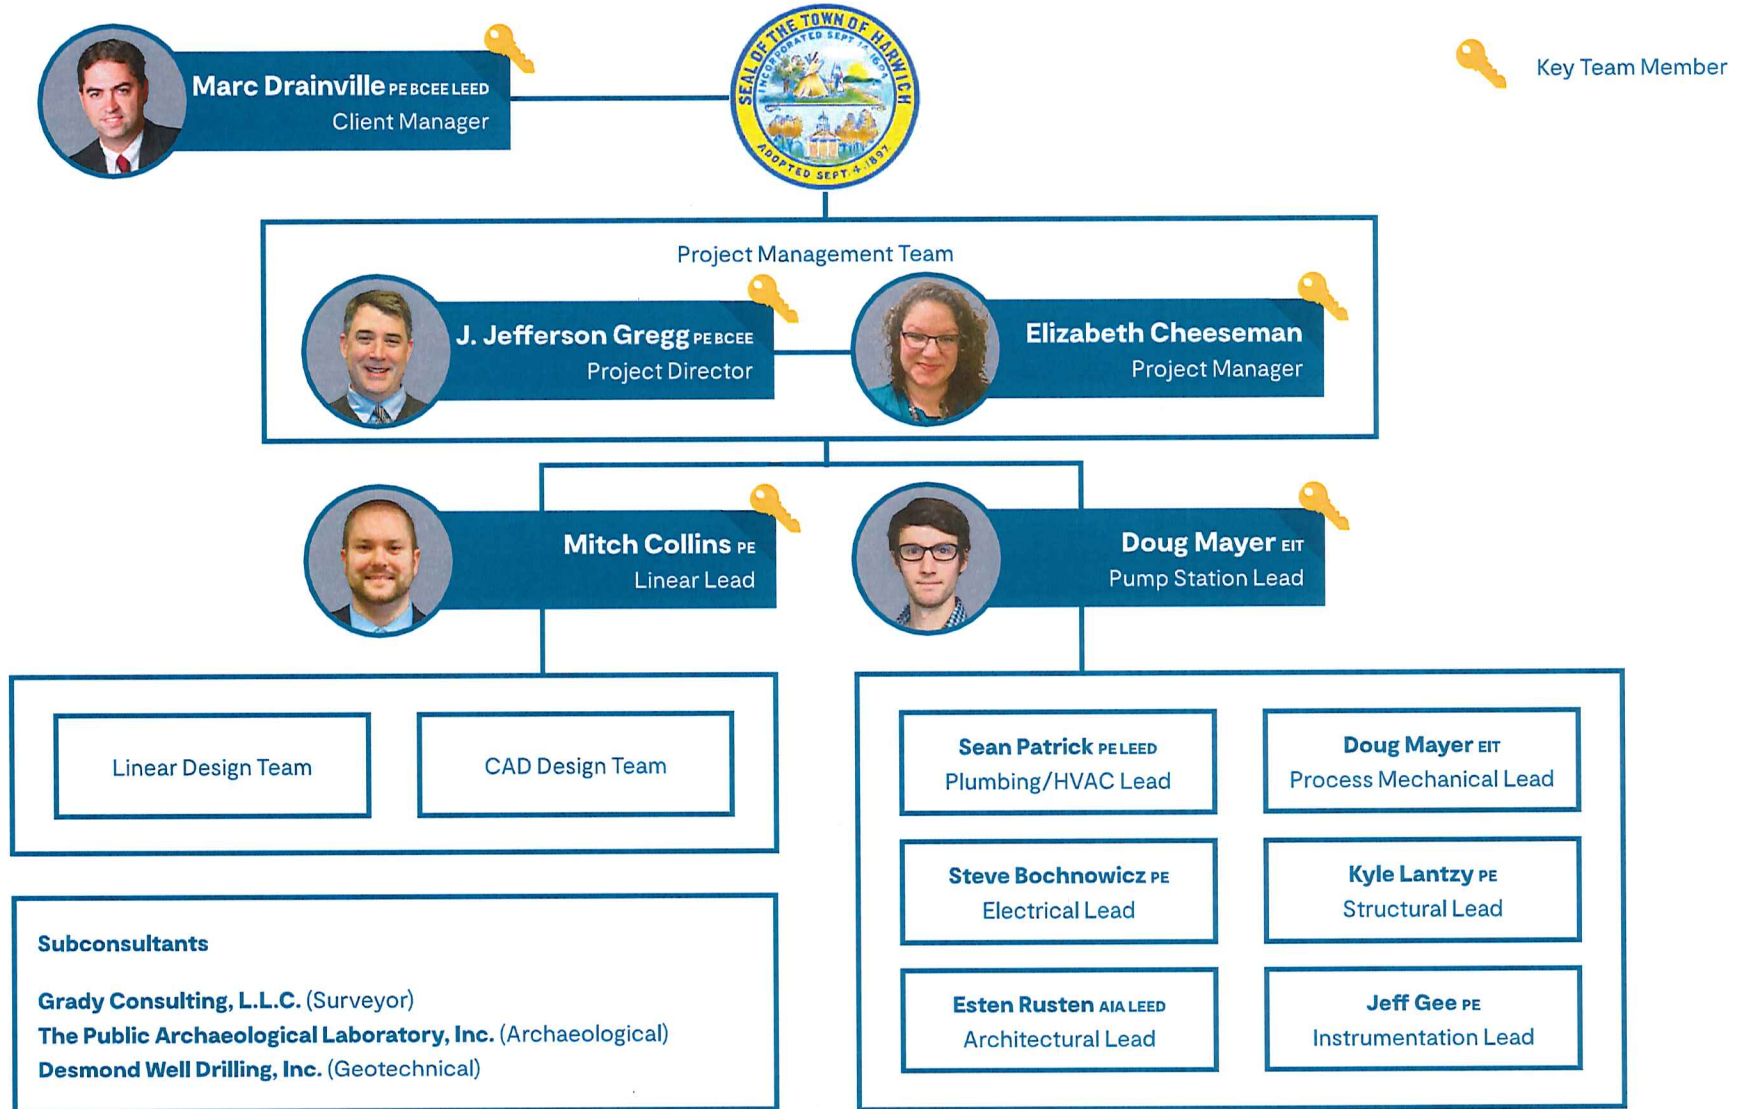 Marc Drainville PE BCEE LEED
Client Manager
SEAL OF THE TOWN OF HARWICH
INCORPORATED SEPT 14, 1694
ADOPTED SEPT. 4. 1897.
Key Team Member
Project Management Team
J. Jefferson Gregg PE BCEE
Project Director
Elizabeth Cheeseman
Project Manager
Mitch Collins PE
Linear Lead
Doug Mayer EIT
Pump Station Lead
Linear Design Team
CAD Design Team
Sean Patrick PE LEED
Plumbing/HVAC Lead
Doug Mayer EIT
Process Mechanical Lead
Steve Bochnowicz PE
Electrical Lead
Kyle Lantzy PE
Structural Lead
Esten Rusten AIA LEED
Architectural Lead
Jeff Gee PE
Instrumentation Lead
Subconsultants
Grady Consulting, L.L.C. (Surveyor)
The Public Archaeological Laboratory, Inc. (Archaeological)
Desmond Well Drilling, Inc. (Geotechnical)